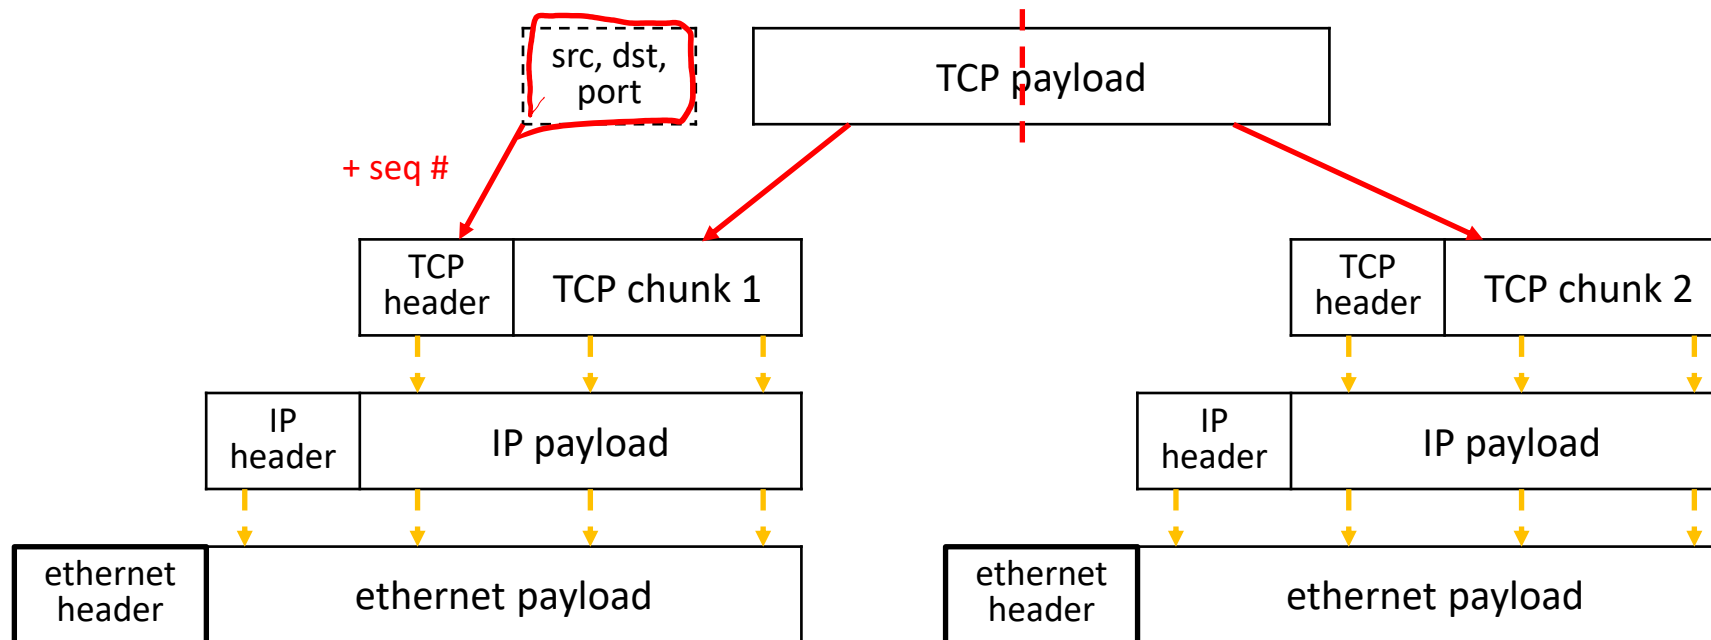 src, dst,
port
TCP payload
+ seq #
TCP
header
TCP chunk 1
TCP
header
TCP chunk 2
IP
header
IP payload
IP
header
IP payload
ethernet
header
ethernet payload
ethernet
header
ethernet payload